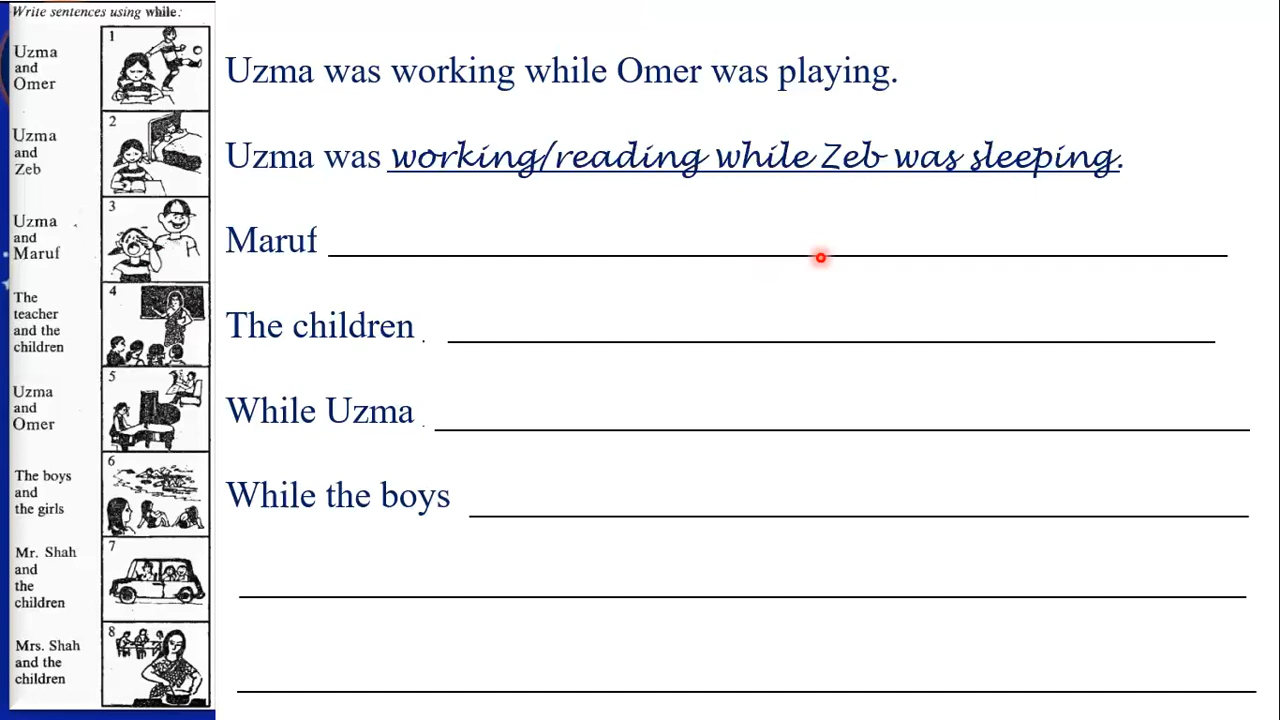 Write sentences using while:
Uzma
and
Omer
1
Uzma was working while Omer was playing.
Uzma
and
Zeb
2
Uzma was working/reading while Zeb was sleeping.
Uzma
and
Maruf
3
Maruf
The
teacher
and the
children
4
The children
Uzma
and
Omer
5
While Uzma
The boys
and
the girls
6
While the boys
Mr. Shah
and
the
children
7
Mrs. Shah
and the
children
8